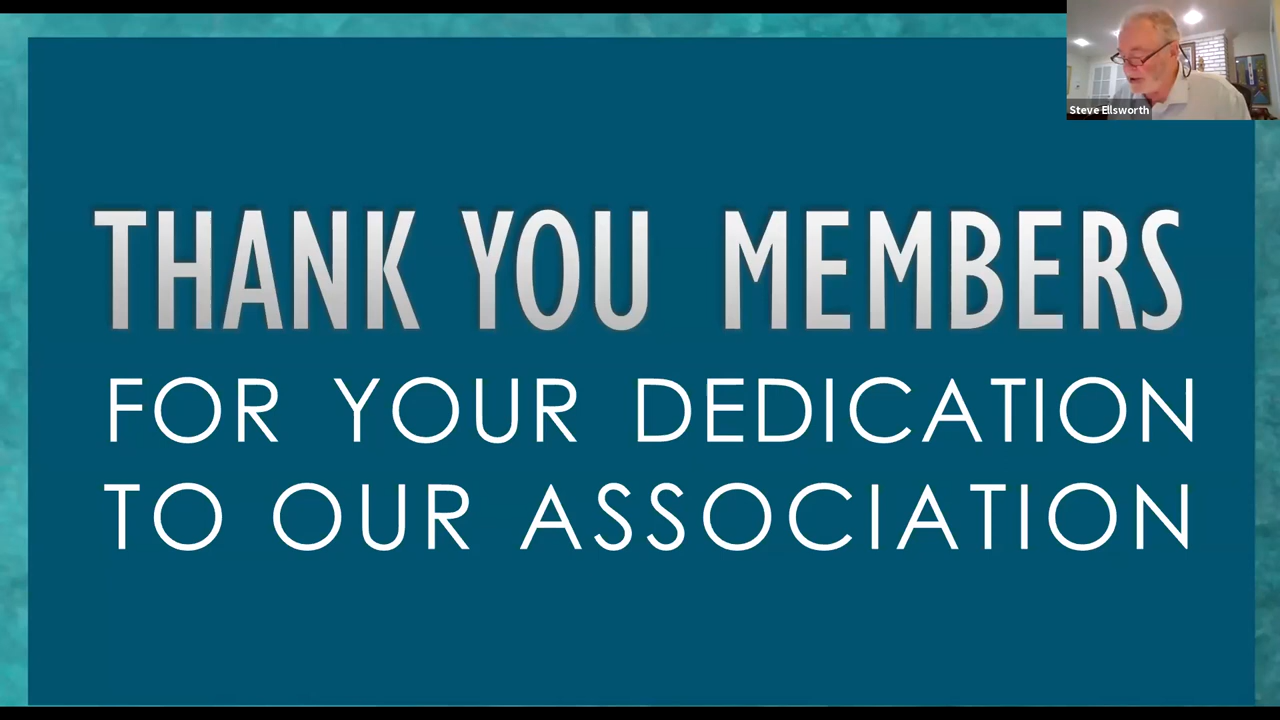 Steve Ellsworth
THANK YOU MEMBERS
FOR YOUR DEDICATION
TO OUR ASSOCIATION